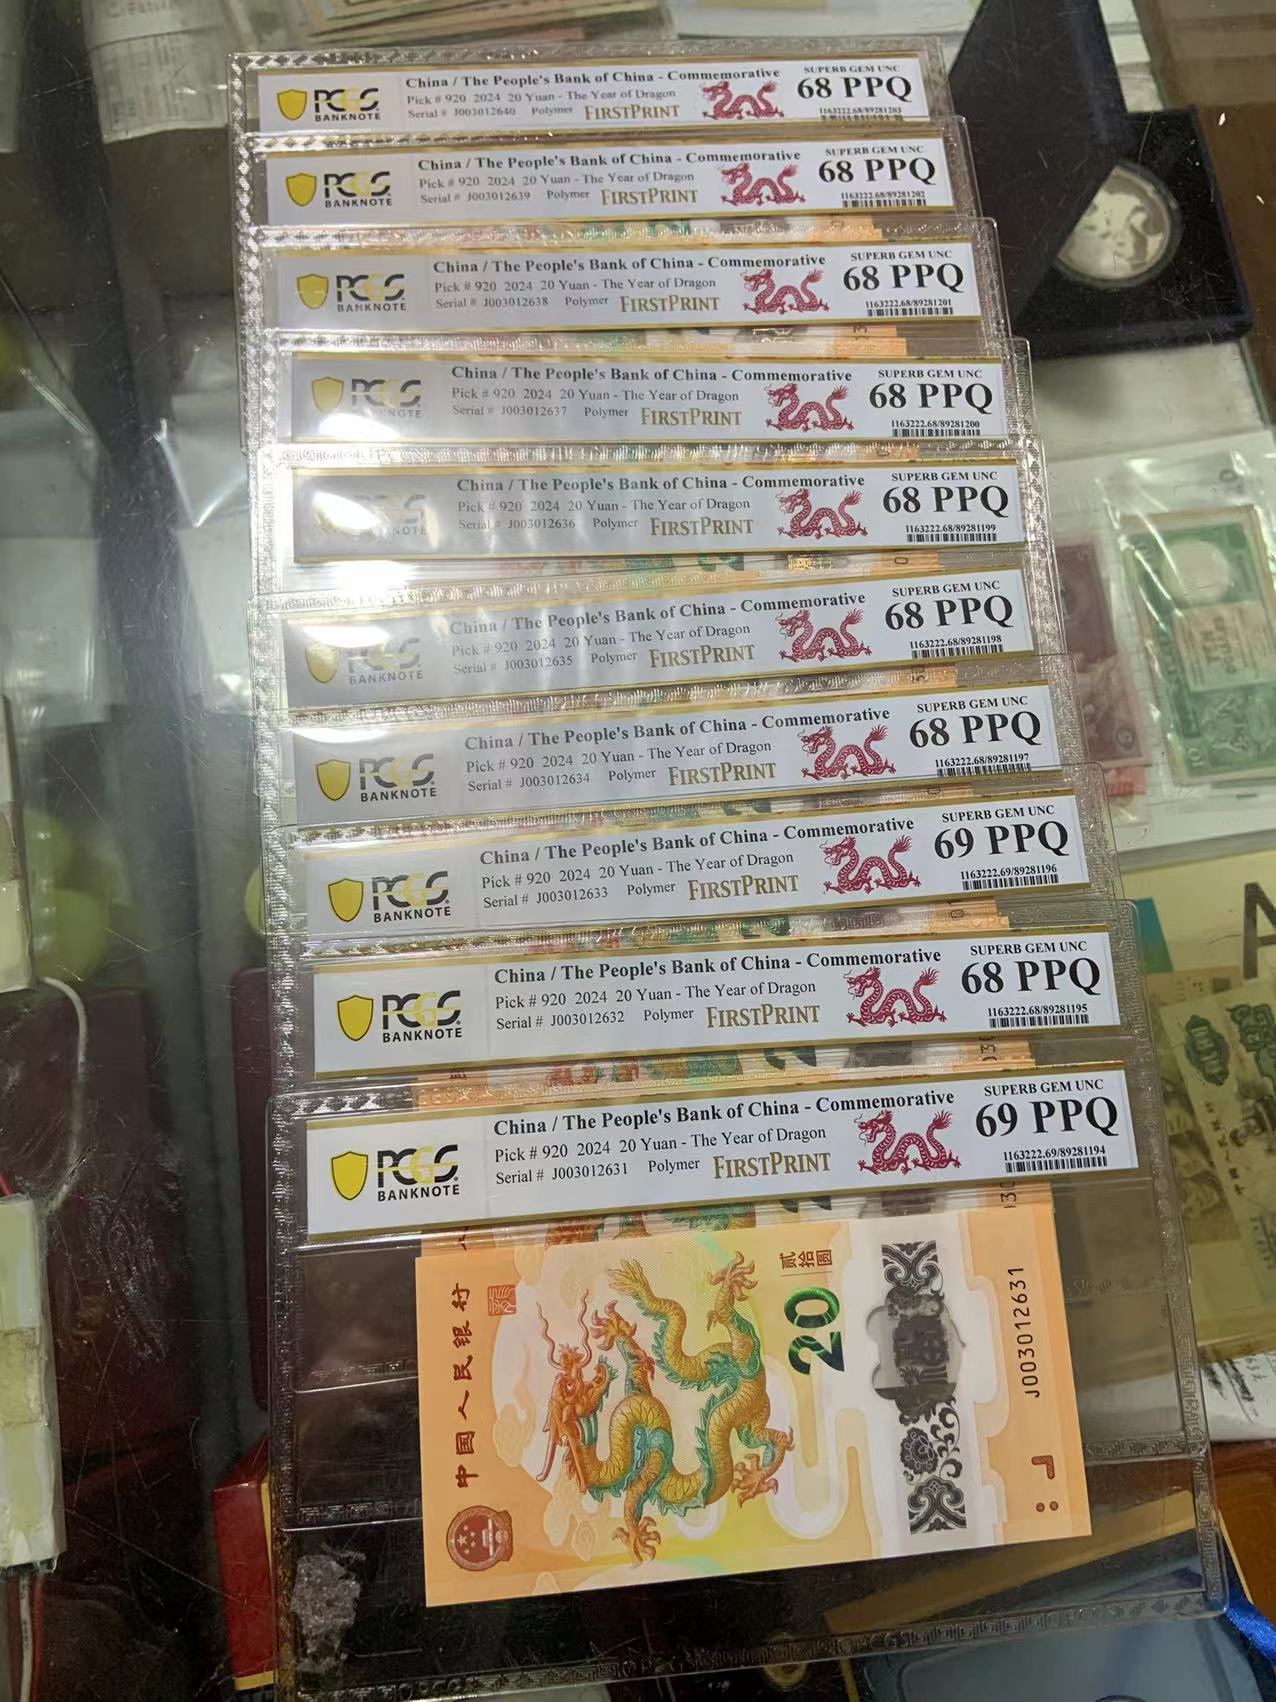 PCGS
BANKNOTE
China / The People's Bank of China - Commemorative
Pick # 920 2024 20 Yuan - The Year of Dragon
Serial # J003012640 Polymer FIRSTPRINT
SUPERB GEM UNC
68 PPQ
1163222.68/89281203
PCGS
BANKNOTE
China / The People's Bank of China - Commemorative
Pick # 920 2024 20 Yuan - The Year of Dragon
Serial # J003012639 Polymer FIRSTPRINT
SUPERB GEM UNC
68 PPQ
1163222.68/89281202
PCGS
BANKNOTE
China / The People's Bank of China - Commemorative
Pick # 920 2024 20 Yuan - The Year of Dragon
Serial # J003012638 Polymer FIRSTPRINT
SUPERB GEM UNC
68 PPQ
1163222.68/89281201
PCGS
BANKNOTE
China / The People's Bank of China - Commemorative
Pick # 920 2024 20 Yuan - The Year of Dragon
Serial # J003012637 Polymer FIRSTPRINT
SUPERB GEM UNC
68 PPQ
1163222.68/89281200
China / The People's Bank of China - Commemorative
Pick # 920 2024 20 Yuan - The Year of Dragon
Serial # J003012636 Polymer FIRSTPRINT
SUPERB GEM UNC
68 PPQ
1163222.68/89281199
PCGS
BANKNOTE
China / The People's Bank of China - Commemorative
Pick # 920 2024 20 Yuan - The Year of Dragon
Serial # J003012635 Polymer FIRSTPRINT
SUPERB GEM UNC
68 PPQ
1163222.68/89281198
PCGS
BANKNOTE
China / The People's Bank of China - Commemorative
Pick # 920 2024 20 Yuan - The Year of Dragon
Serial # J003012634 Polymer FIRSTPRINT
SUPERB GEM UNC
68 PPQ
1163222.68/89281197
PCGS
BANKNOTE
China / The People's Bank of China - Commemorative
Pick # 920 2024 20 Yuan - The Year of Dragon
Serial # J003012633 Polymer FIRSTPRINT
SUPERB GEM UNC
69 PPQ
1163222.69/89281196
PCGS
BANKNOTE
China / The People's Bank of China - Commemorative
Pick # 920 2024 20 Yuan - The Year of Dragon
Serial # J003012632 Polymer FIRSTPRINT
SUPERB GEM UNC
68 PPQ
1163222.68/89281195
PCGS
BANKNOTE
China / The People's Bank of China - Commemorative
Pick # 920 2024 20 Yuan - The Year of Dragon
Serial # J003012631 Polymer FIRSTPRINT
SUPERB GEM UNC
69 PPQ
1163222.69/89281194
中国人民银行
贰拾圆
20
J003012631